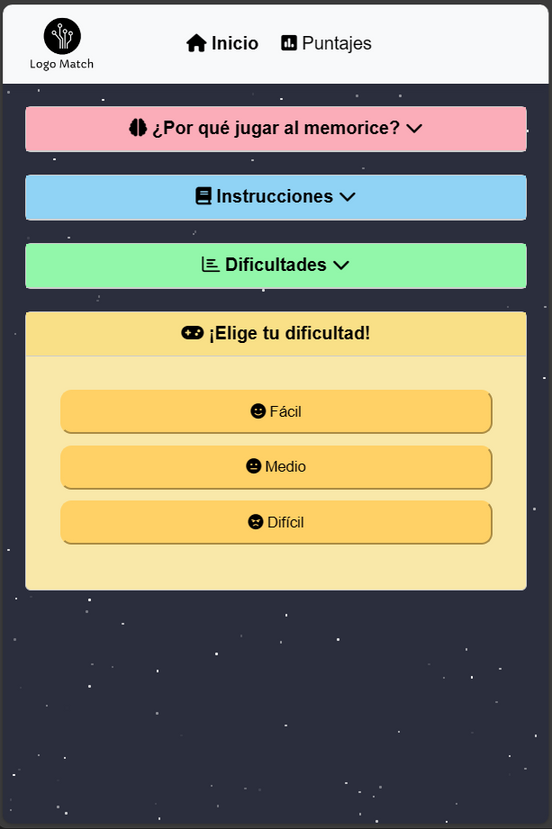 Inicio Puntajes
Logo Match
¿Por qué jugar al memorice?
Instrucciones
Dificultades
¡Elige tu dificultad!
Fácil
Medio
Difícil